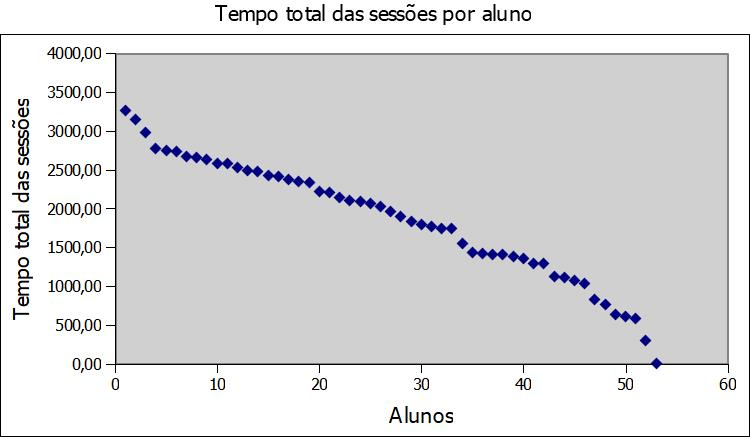 Tempo total das sessões por aluno
4000,00
3500,00
3000,00
2500,00
2000,00
1500,00
1000,00
500,00
0,00
Tempo total das sessões
0 10 20 30 40 50 60
Alunos